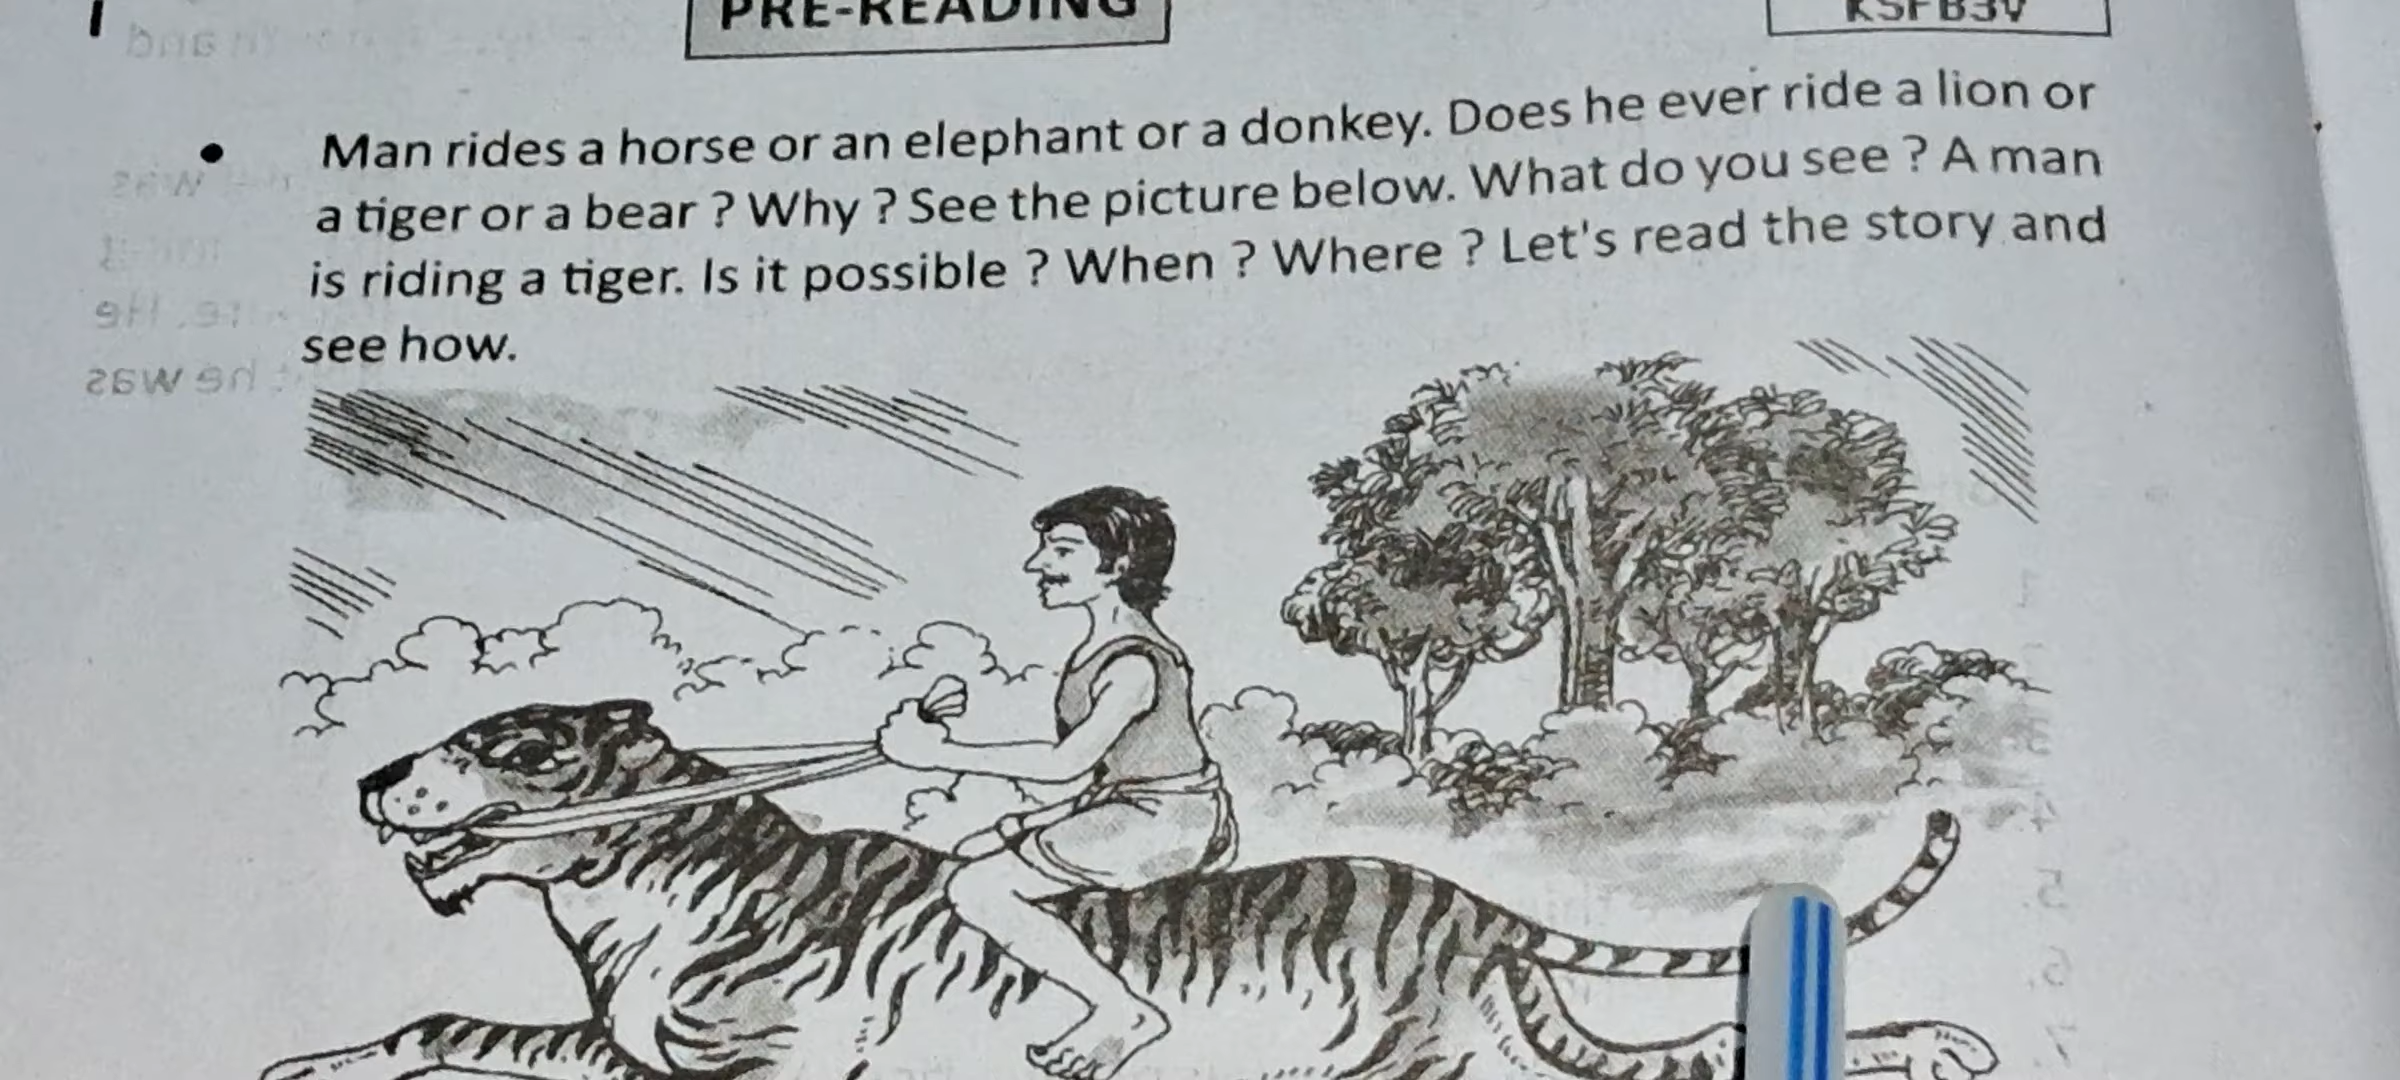 PRE-READING
KSFB3V
• Man rides a horse or an elephant or a donkey. Does he ever ride a lion or
a tiger or a bear ? Why ? See the picture below. What do you see ? A man
is riding a tiger. Is it possible ? When ? Where ? Let's read the story and
see how.